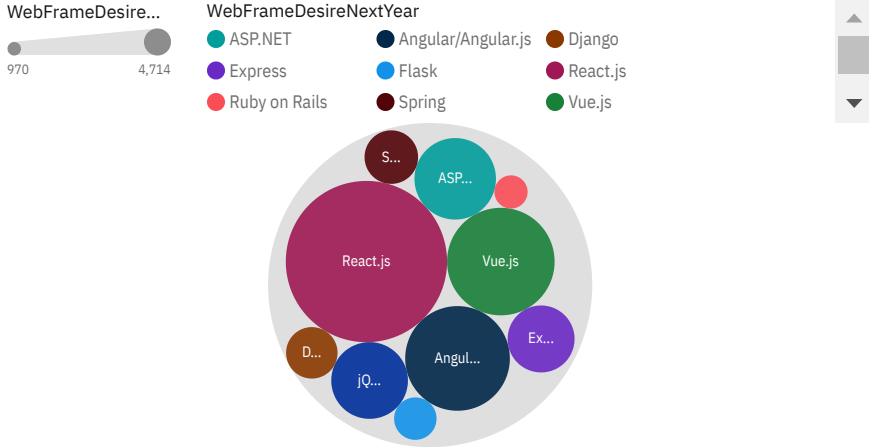 WebFrameDesire...
970
4,714
WebFrameDesireNextYear
ASP.NET
Angular/Angular.js
Django
Express
Flask
React.js
Ruby on Rails
Spring
Vue.js
S...
ASP...
React.js
Vue.js
Ex...
D...
Angul...
jQ...